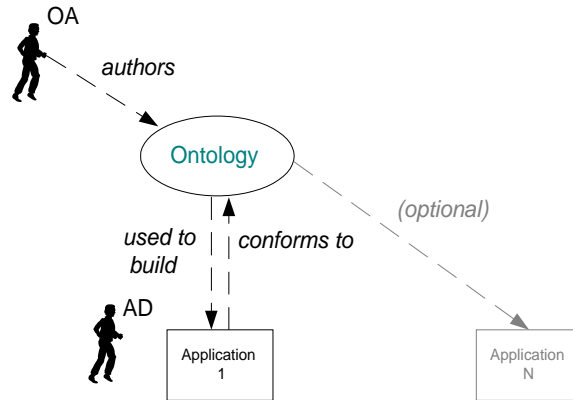 OA
authors
Ontology
(optional)
used to
build
conforms to
AD
Application
1
Application
N